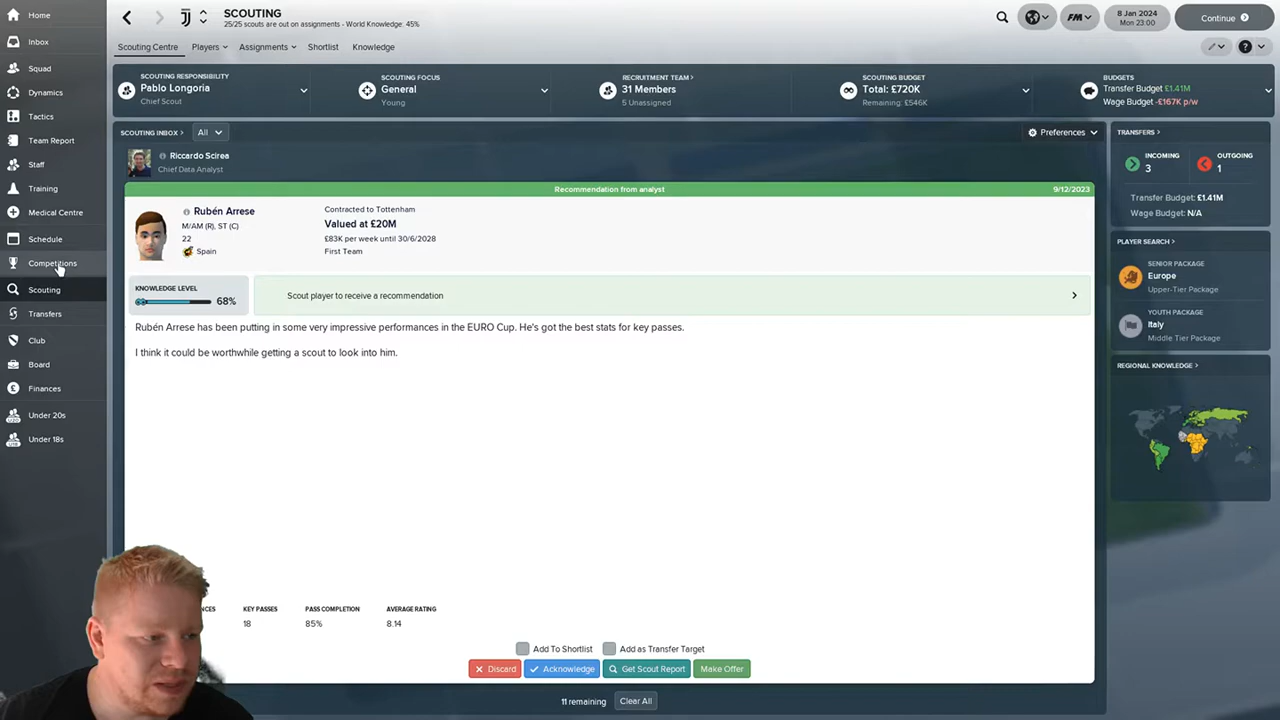 Home
Inbox
Squad
Dynamics
Tactics
Team Report
Staff
Training
Medical Centre
Schedule
Competitions
Scouting
Transfers
Club
Board
Finances
Under 20s
Under 18s
SCOUTING
25/25 scouts are out on assignments - World Knowledge: 45%
FM
8 Jan 2024
Mon 23:00
Continue
Scouting Centre
Players
Assignments
Shortlist
Knowledge
?
SCOUTING RESPONSIBILITY
Pablo Longoria
Chief Scout
SCOUTING FOCUS
General
Young
RECRUITMENT TEAM >
31 Members
5 Unassigned
SCOUTING BUDGET
Total: £720K
Remaining: £546K
BUDGETS
Transfer Budget £1.41M
Wage Budget -£167K p/w
SCOUTING INBOX >
All
Preferences
Riccardo Scirea
Chief Data Analyst
Recommendation from analyst
9/12/2023
Rubén Arrese
M/AM (R), ST (C)
22
Spain
Contracted to Tottenham
Valued at £20M
£83K per week until 30/6/2028
First Team
KNOWLEDGE LEVEL
68%
Scout player to receive a recommendation
Rubén Arrese has been putting in some very impressive performances in the EURO Cup. He's got the best stats for key passes.
I think it could be worthwhile getting a scout to look into him.
KEY PASSES
PASS COMPLETION
AVERAGE RATING
18
85%
8.14
Add To Shortlist
Add as Transfer Target
Discard
Acknowledge
Get Scout Report
Make Offer
11 remaining
Clear All
TRANSFERS >
INCOMING
3
OUTGOING
1
Transfer Budget: £1.41M
Wage Budget: N/A
PLAYER SEARCH >
SENIOR PACKAGE
Europe
Upper-Tier Package
YOUTH PACKAGE
Italy
Middle Tier Package
REGIONAL KNOWLEDGE >